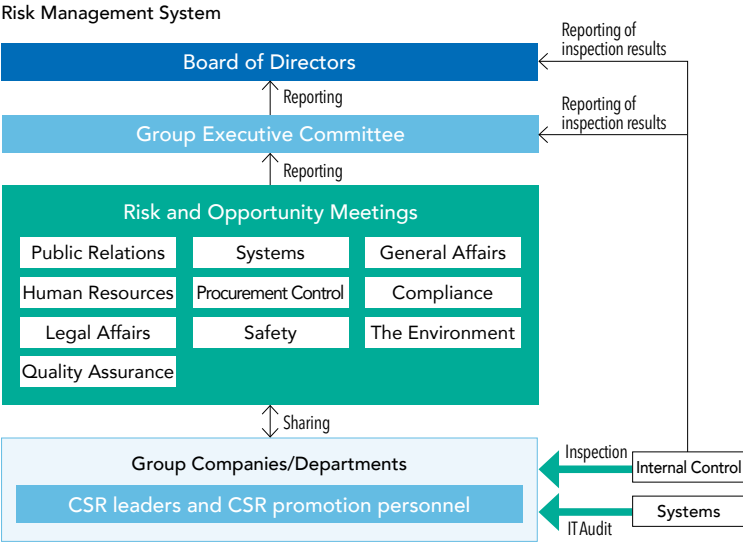 Risk Management System
Reporting of
inspection results
Board of Directors
Reporting
Reporting of
inspection results
Group Executive Committee
Reporting
Risk and Opportunity Meetings
Public Relations
Systems
General Affairs
Human Resources
Procurement Control
Compliance
Legal Affairs
Safety
The Environment
Quality Assurance
Sharing
Group Companies/Departments
Inspection
Internal Control
CSR leaders and CSR promotion personnel
Systems
IT Audit